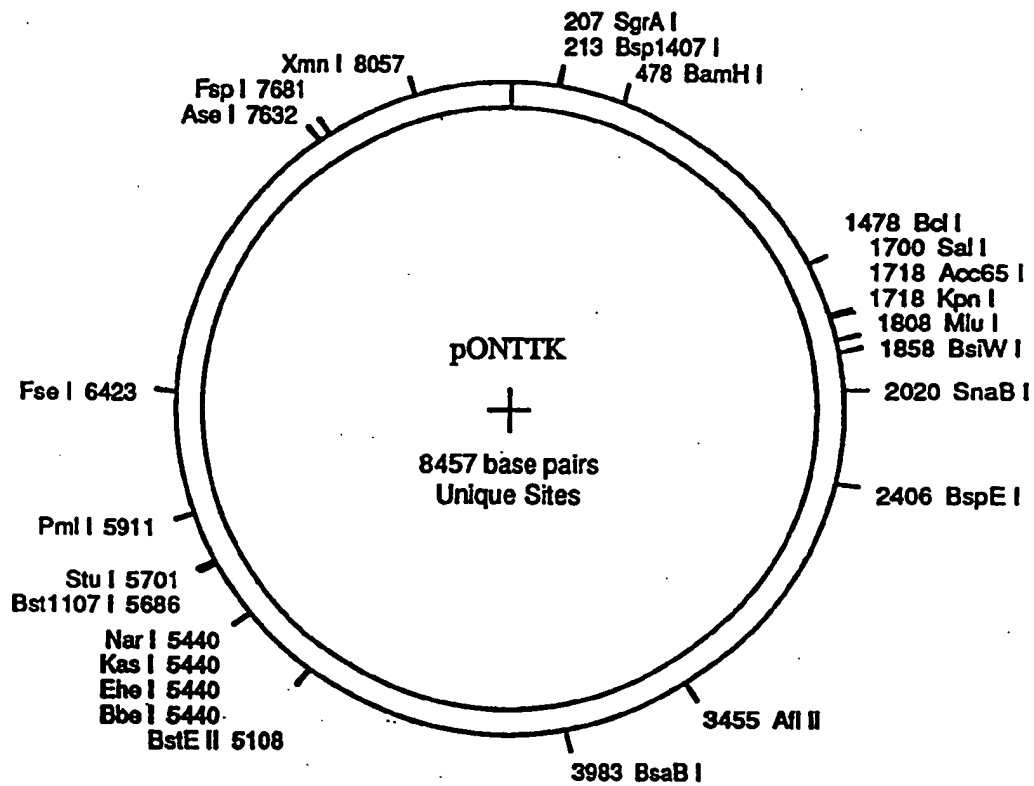 207 SgrA I
213 Bsp1407 I
478 BamH I
1478 Bcl I
1700 Sal I
1718 Acc65 I
1718 Kpn I
1808 Mlu I
1858 BsiW I
2020 SnaB I
2406 BspE I
3455 Afl II
3983 BsaB I
BstE II 5108
Bbe I 5440
Ehe I 5440
Kas I 5440
Nar I 5440
Bst1107 I 5686
Stu I 5701
Pml I 5911
Fse I 6423
Ase I 7632
Fsp I 7681
Xmn I 8057
pONTTK
8457 base pairs
Unique Sites